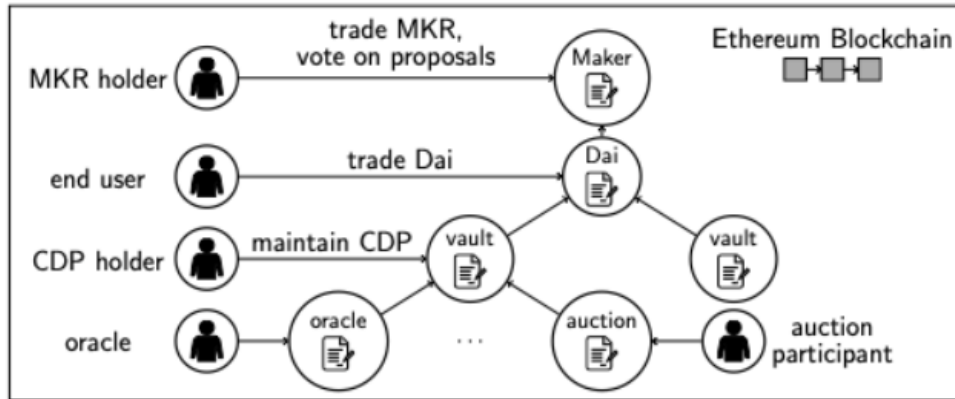 trade MKR,
vote on proposals
MKR holder
Maker
Ethereum Blockchain
end user
trade Dai
Dai
CDP holder
maintain CDP
vault
vault
oracle
oracle
...
auction
auction
participant